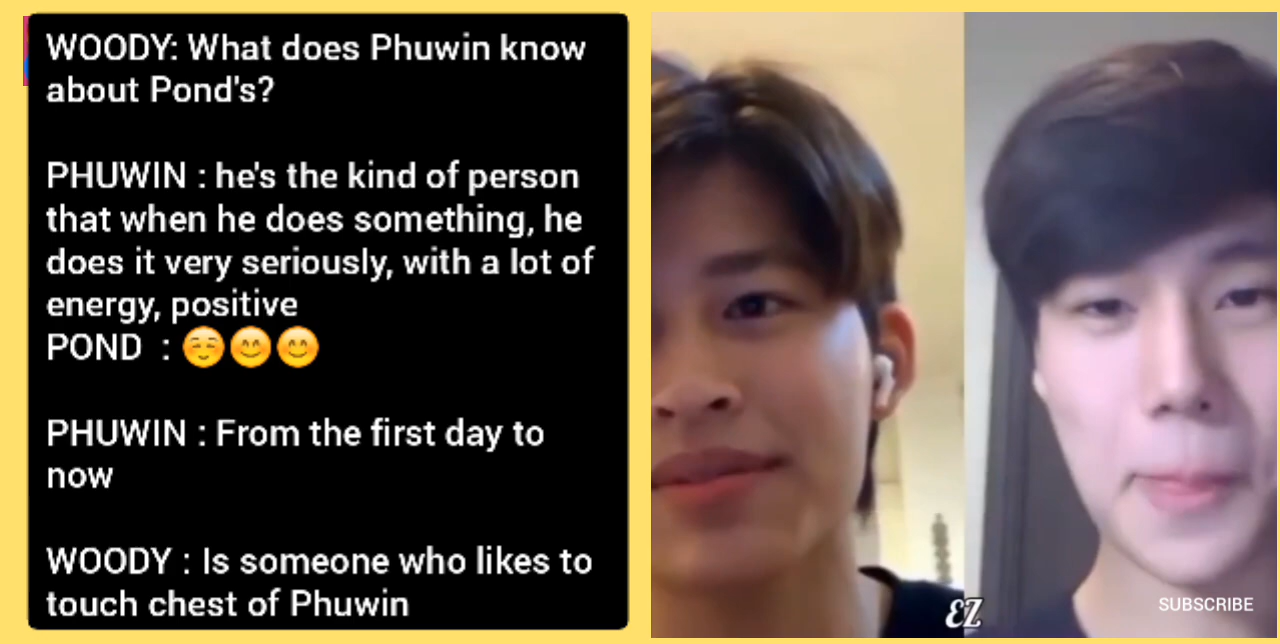 WOODY: What does Phuwin know
about Pond's?
PHUWIN : he's the kind of person
that when he does something, he
does it very seriously, with a lot of
energy, positive
POND : ☺️😊😊
PHUWIN : From the first day to
now
WOODY : Is someone who likes to
touch chest of Phuwin
EZ
SUBSCRIBE